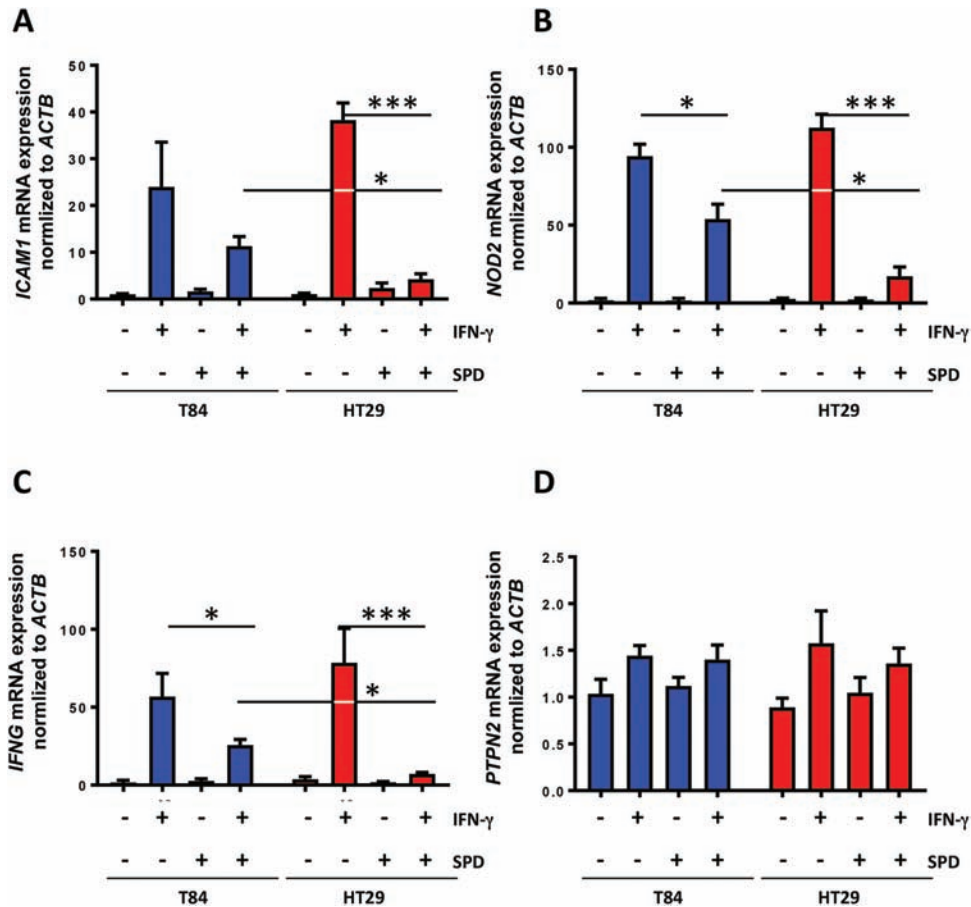 A
ICAM1 mRNA expression
normlized to ACTB
50
40
30
20
10
0
***
*
- + - + - + - + IFN-γ
- - + + - - + + SPD
T84 HT29
B
NOD2 mRNA expression
normlized to ACTB
150
100
50
0
* ***
*
- + - + - + - + IFN-γ
- - + + - - + + SPD
T84 HT29
C
IFNG mRNA expression
normlized to ACTB
150
100
50
0
* ***
*
- + - + - + - + IFN-γ
- - + + - - + + SPD
T84 HT29
D
PTPN2 mRNA expression
normlized to ACTB
2.5
2.0
1.5
1.0
0.5
0.0
- + - + - + - + IFN-γ
- - + + - - + + SPD
T84 HT29